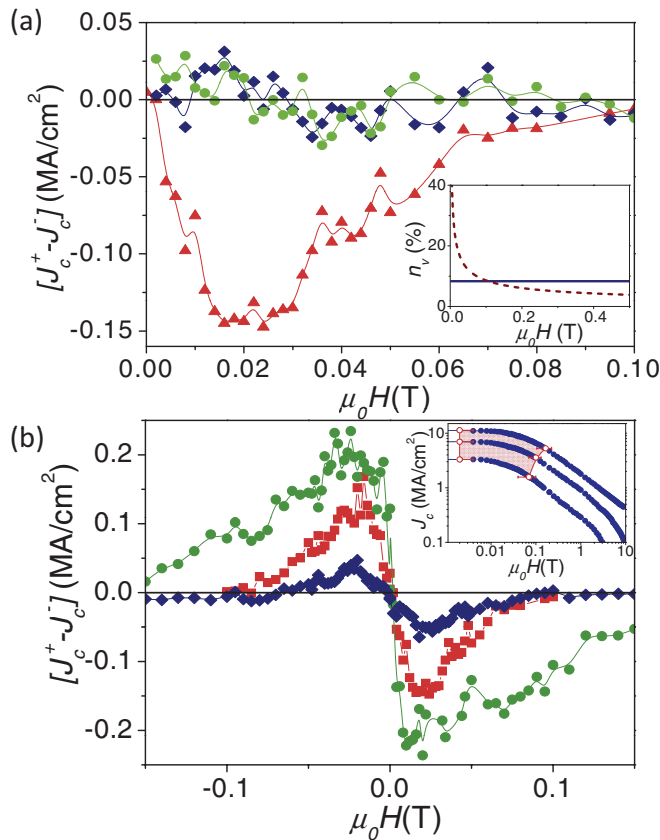 (a)
0.05
0.00
-0.05
-0.10
-0.15
[J_c^+-J_c^-] (MA/cm^2)
0.00 0.02 0.04 0.06 0.08 0.10
μ_0H(T)
40
20
0
n_v (%)
0.0 0.4
μ_0H (T)
(b)
0.2
0.1
0.0
-0.1
-0.2
[J_c^+-J_c^-] (MA/cm^2)
-0.1 0.0 0.1
μ_0H(T)
10
1
0.1
J_c (MA/cm^2)
0.01 0.1 1 10
μ_0H(T)